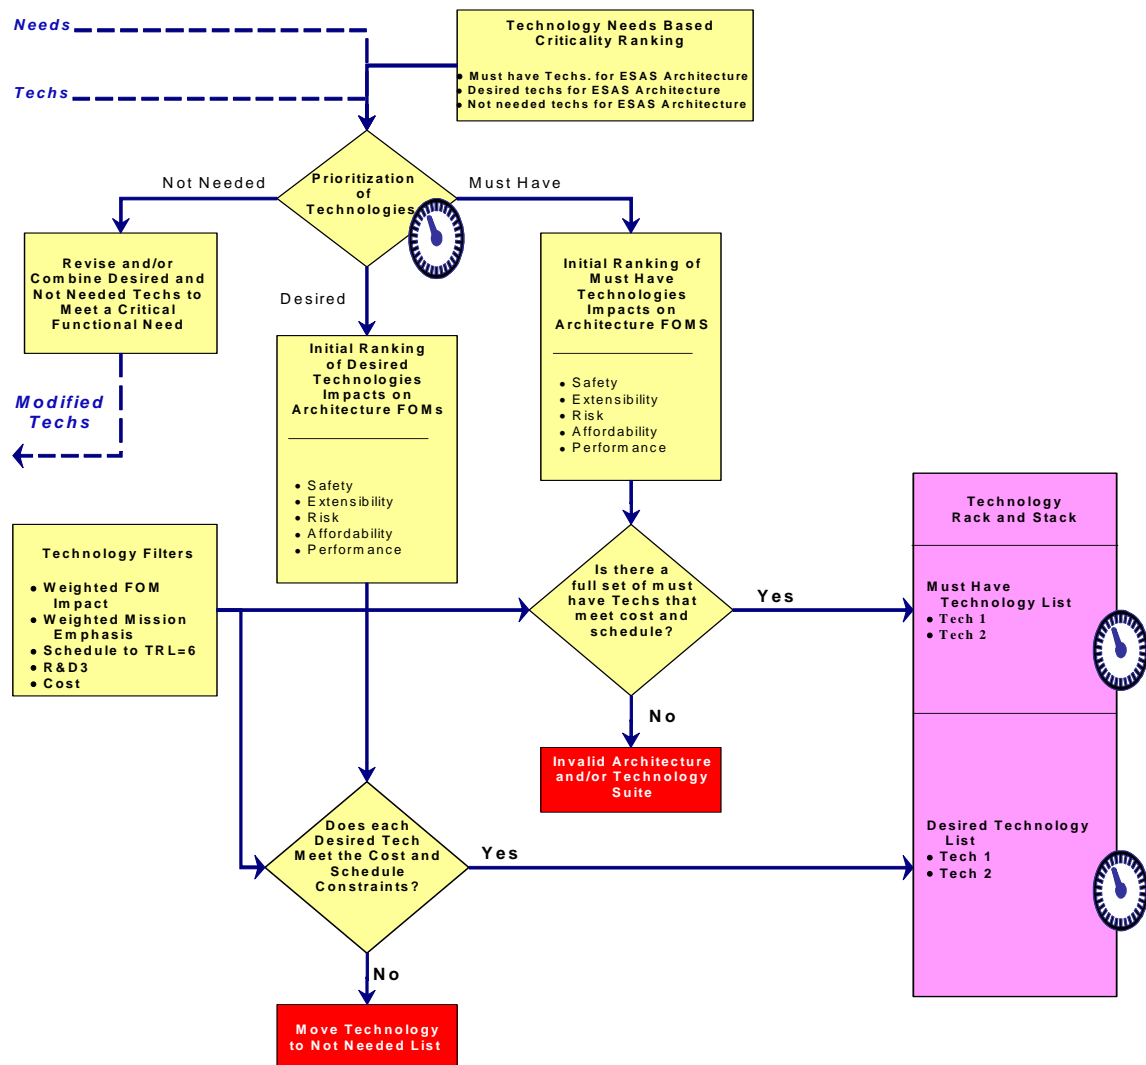 Needs
Techs
Technology Needs Based
Criticality Ranking
● Must have Techs. for ESAS Architecture
● Desired techs for ESAS Architecture
● Not needed techs for ESAS Architecture
Not Needed
Prioritization
of
Technologies
Must Have
Desired
Revise and/or
Combine Desired and
Not Needed Techs to
Meet a Critical
Functional Need
Modified
Techs
Initial Ranking
of Desired
Technologies
Impacts on
Architecture FOMs
● Safety
● Extensibility
● Risk
● Affordability
● Performance
Initial Ranking of
Must Have
Technologies
Impacts on
Architecture FOMS
● Safety
● Extensibility
● Risk
● Affordability
● Performance
Technology Filters
● Weighted FOM
Impact
● Weighted Mission
Emphasis
● Schedule to TRL=6
● R&D3
● Cost
Is there a
full set of must
have Techs that
meet cost and
schedule?
Yes
No
Invalid Architecture
and/or Technology
Suite
Does each
Desired Tech
Meet the Cost and
Schedule
Constraints?
Yes
No
Move Technology
to Not Needed List
Technology
Rack and Stack
Must Have
Technology List
● Tech 1
● Tech 2
Desired Technology
List
● Tech 1
● Tech 2